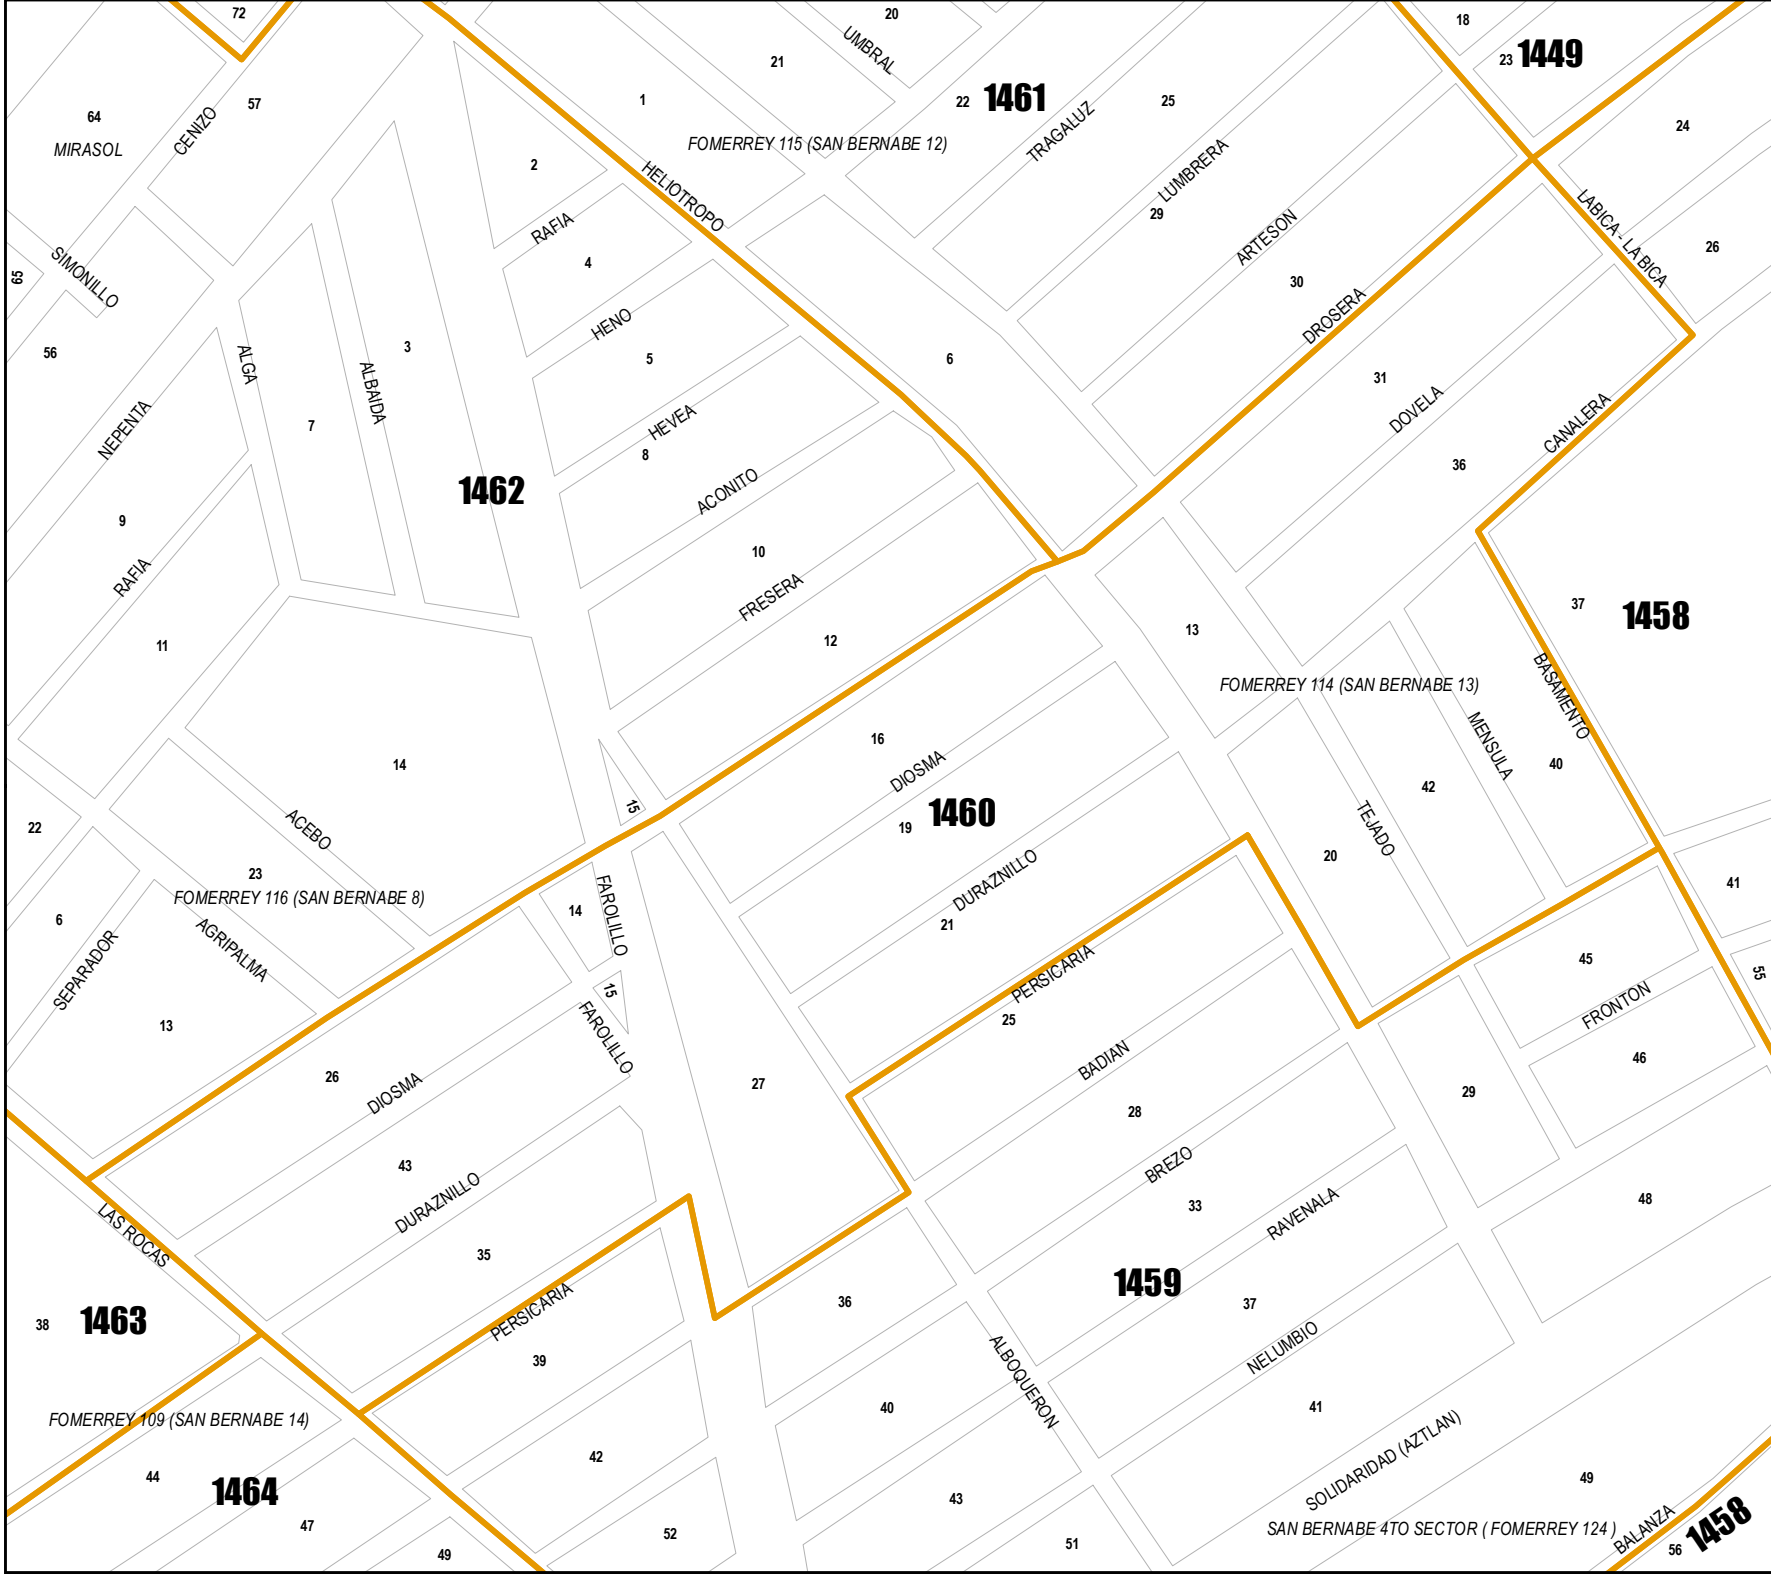 72
20
18
UMBRAL
23
1449
21
57
1
22
1461
25
64
CENIZO
TRAGALUZ
24
MIRASOL
FOMERREY 115 (SAN BERNABE 12)
2
HELIOTROPO
LUMBRERA
29
RAFIA
ARTESON
LABICA - LA BICA
26
SIMONILLO
65
4
30
HENO
DROSERA
56
ALGA
3
5
6
ALBAIDA
31
NEPENTA
7
HEVEA
DOVELA
CANALERA
8
36
1462
ACONITO
9
10
RAFIA
FRESERA
37
1458
11
12
13
FOMERREY 114 (SAN BERNABE 13)
BASAMENTO
16
MENSULA
14
DIOSMA
40
42
15
1460
ACEBO
19
TEJADO
22
DURAZNILLO
20
23
FOMERREY 116 (SAN BERNABE 8)
FAROLILLO
14
41
6
21
AGRIPALMA
SEPARADOR
PERSICARIA
45
55
15
FRONTON
13
FAROLILLO
25
BADIAN
46
26
DIOSMA
27
29
28
43
BREZO
DURAZNILLO
33
RAVENALA
48
LAS ROCAS
35
1459
PERSICARIA
36
37
38
1463
NELUMBIO
39
ALBOQUERON
FOMERREY 109 (SAN BERNABE 14)
40
41
42
SOLIDARIDAD (AZTLAN)
44
1464
49
43
47
SAN BERNABE 4TO SECTOR ( FOMERREY 124 )
BALANZA
1458
52
51
49
56